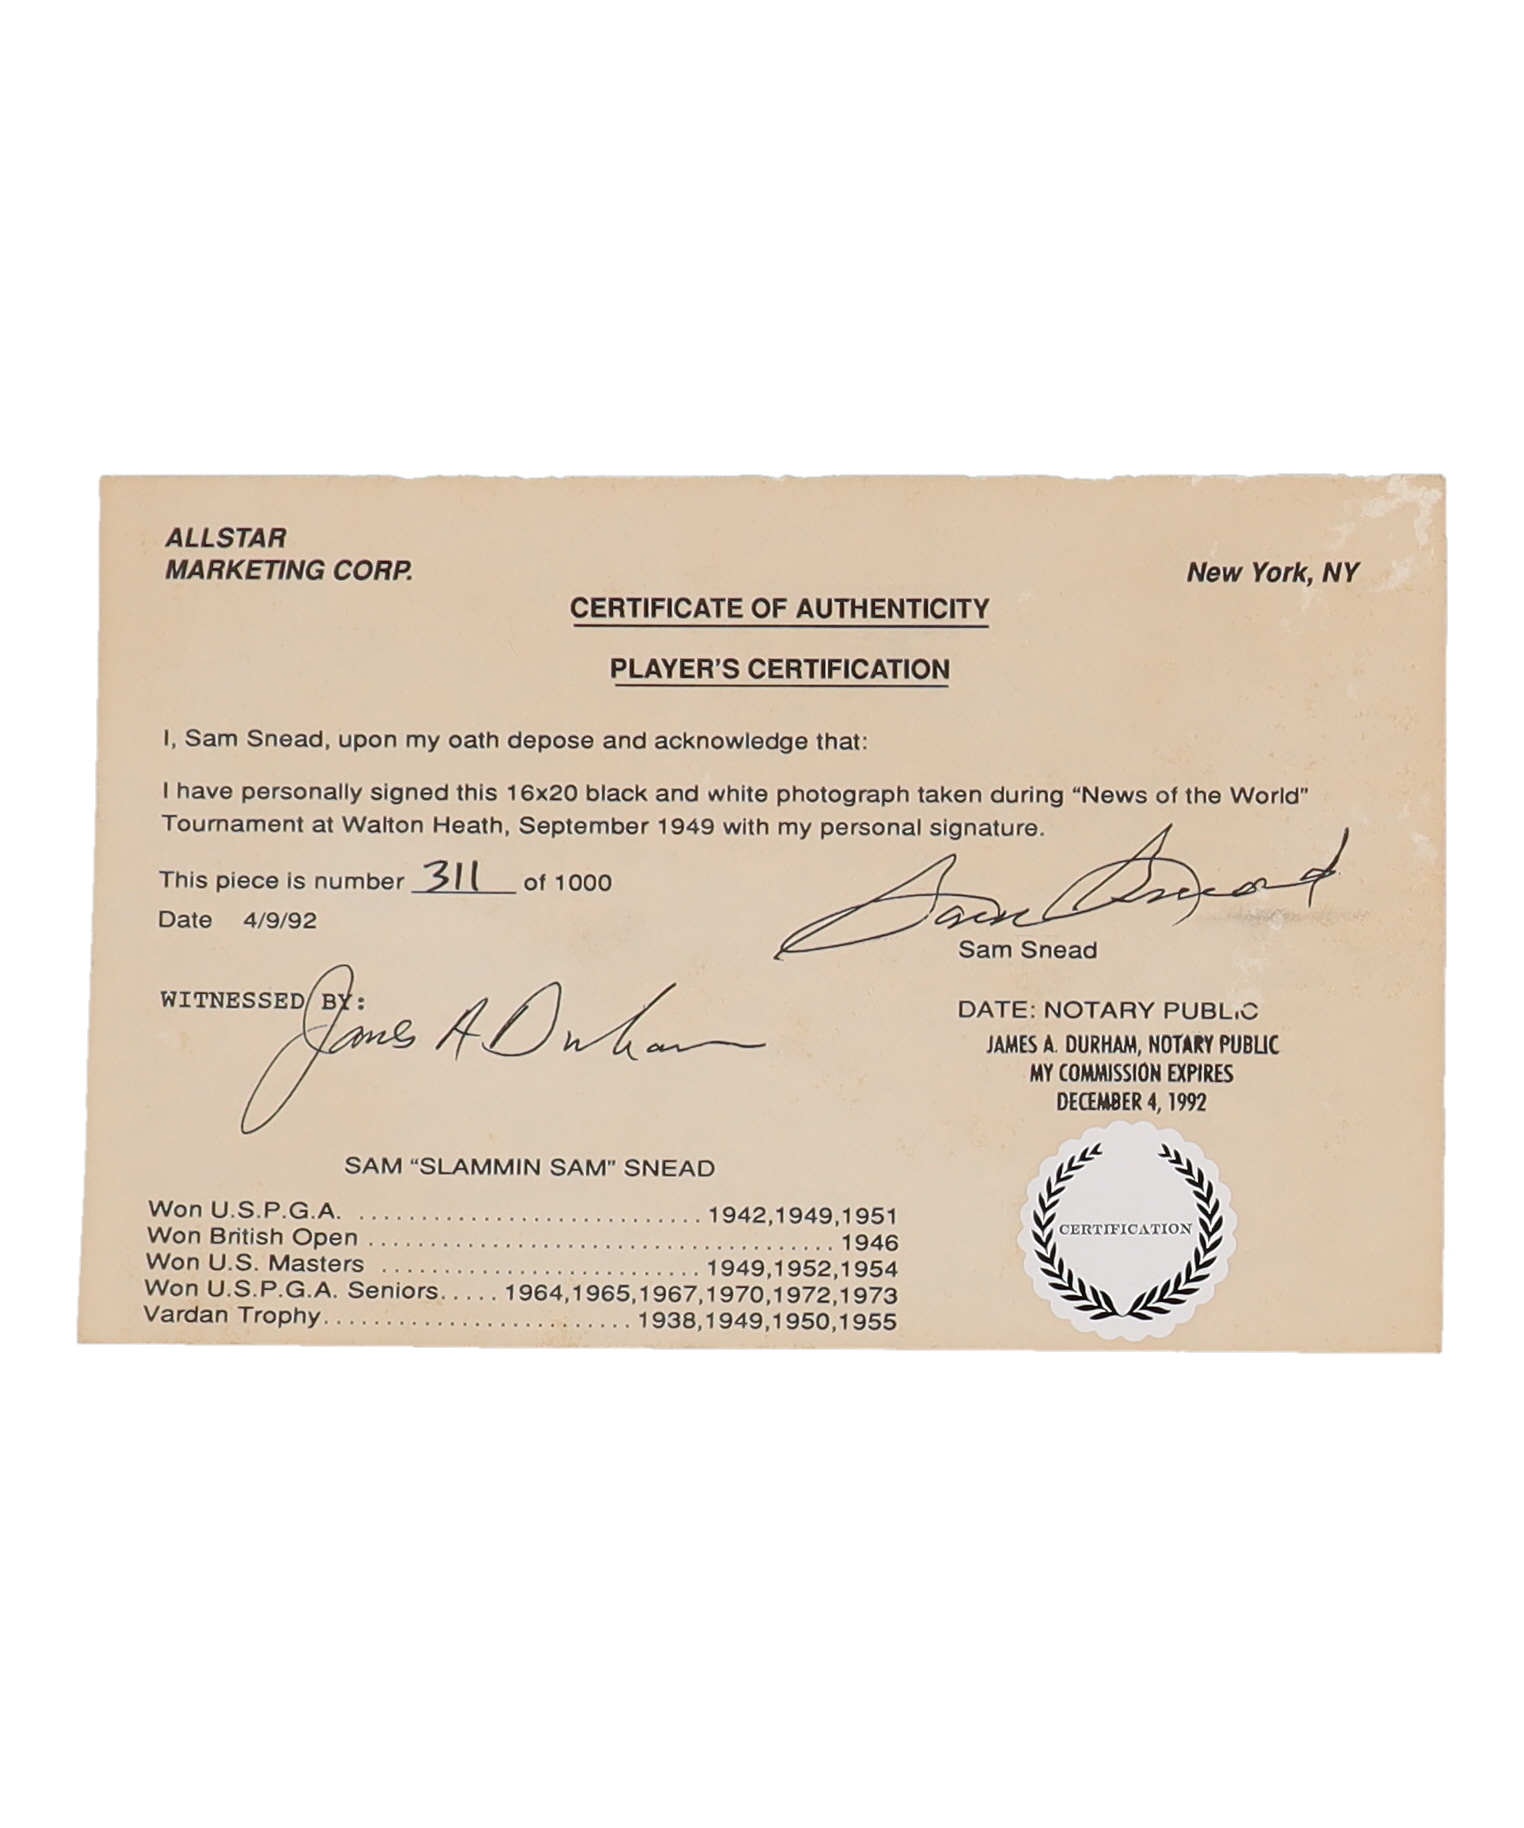 ALLSTAR
MARKETING CORP.
New York, NY
CERTIFICATE OF AUTHENTICITY
PLAYER'S CERTIFICATION
I, Sam Snead, upon my oath depose and acknowledge that:
I have personally signed this 16x20 black and white photograph taken during “News of the World”
Tournament at Walton Heath, September 1949 with my personal signature.
This piece is number 311 of 1000
Date 4/9/92
Sam Snead
Sam Snead
WITNESSED BY:
James A Durham
DATE: NOTARY PUBLIC
JAMES A. DURHAM, NOTARY PUBLIC
MY COMMISSION EXPIRES
DECEMBER 4, 1992
SAM “SLAMMIN SAM” SNEAD
Won U.S.P.G.A. ............................ 1942,1949,1951
Won British Open ...................................... 1946
Won U.S. Masters .......................... 1949,1952,1954
Won U.S.P.G.A. Seniors..... 1964,1965,1967,1970,1972,1973
Vardan Trophy......................... 1938,1949,1950,1955
CERTIFICATION